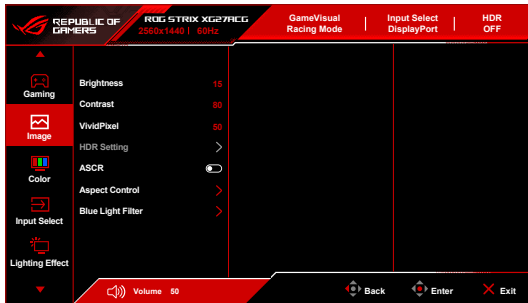 REPUBLIC OF
GAMERS
ROG STRIX XG27ACG
2560x1440 | 60Hz
GameVisual
Racing Mode
Input Select
DisplayPort
HDR
OFF
Gaming
Image
Color
Input Select
Lighting Effect
Brightness 15
Contrast 80
VividPixel 50
HDR Setting
ASCR
Aspect Control
Blue Light Filter
Volume 50
Back
Enter
Exit